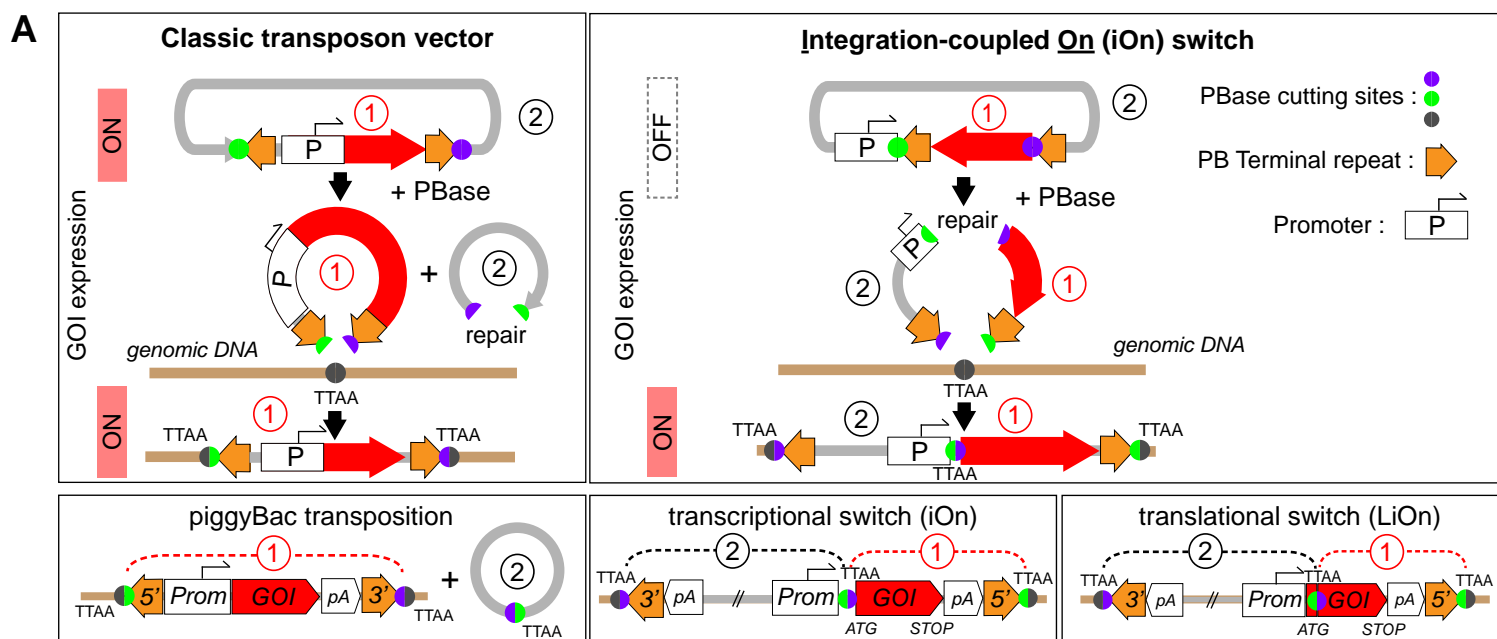 A
Classic transposon vector
ON
1
2
P
+ PBase
GOI expression
P
1
+
2
repair
genomic DNA
TTAA
ON
1
TTAA
TTAA
P
Integration-coupled On (iOn) switch
OFF
1
2
P
+ PBase
repair
GOI expression
P
2
1
genomic DNA
TTAA
ON
2
1
TTAA
P
TTAA
TTAA
PBase cutting sites :
PB Terminal repeat :
Promoter : P
piggyBac transposition
1
5' Prom GOI pA 3'
TTAA
TTAA
+
2
TTAA
transcriptional switch (iOn)
2
1
TTAA
TTAA
TTAA
3' pA // Prom GOI pA 5'
ATG
STOP
translational switch (LiOn)
2
1
TTAA
TTAA
TTAA
3' pA // Prom GOI pA 5'
ATG
STOP